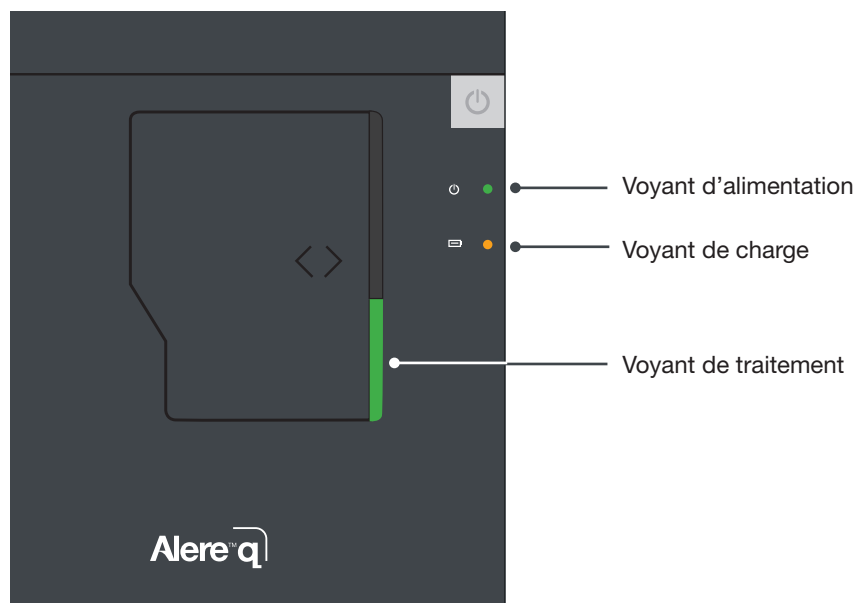 Voyant d’alimentation
Voyant de charge
Voyant de traitement
Alere™q